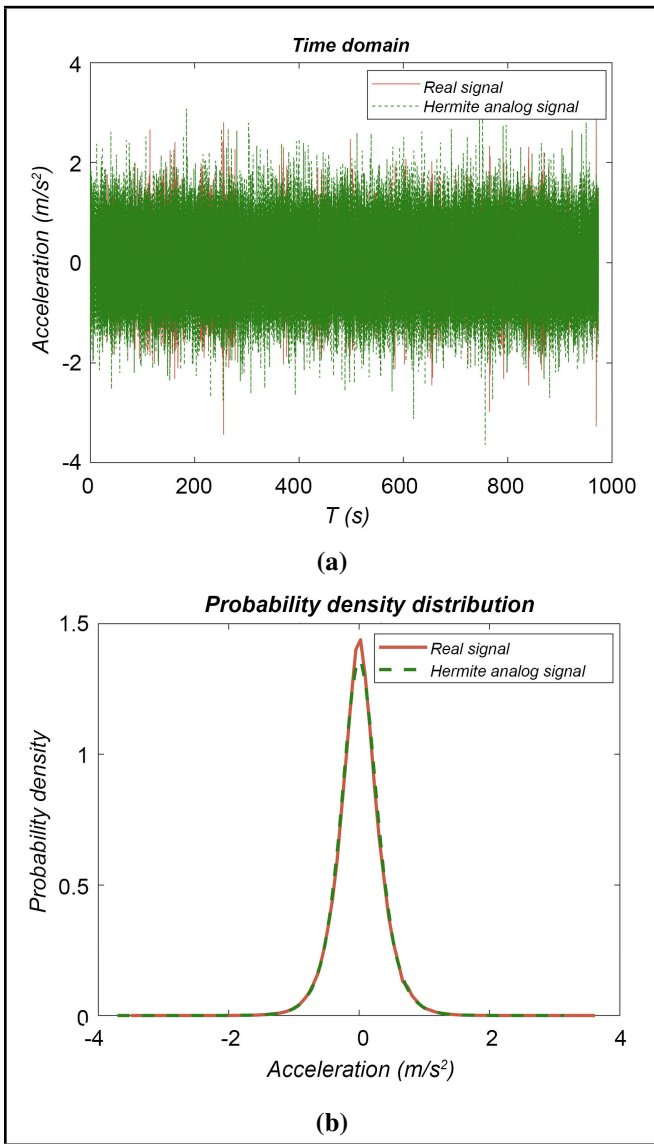 Time domain
4
2
0
-2
-4
Acceleration (m/s²)
Real signal
Hermite analog signal
0 200 400 600 800 1000
T (s)
(a)
Probability density distribution
1.5
1
0.5
0
Probability density
Real signal
Hermite analog signal
-4 -2 0 2 4
Acceleration (m/s²)
(b)